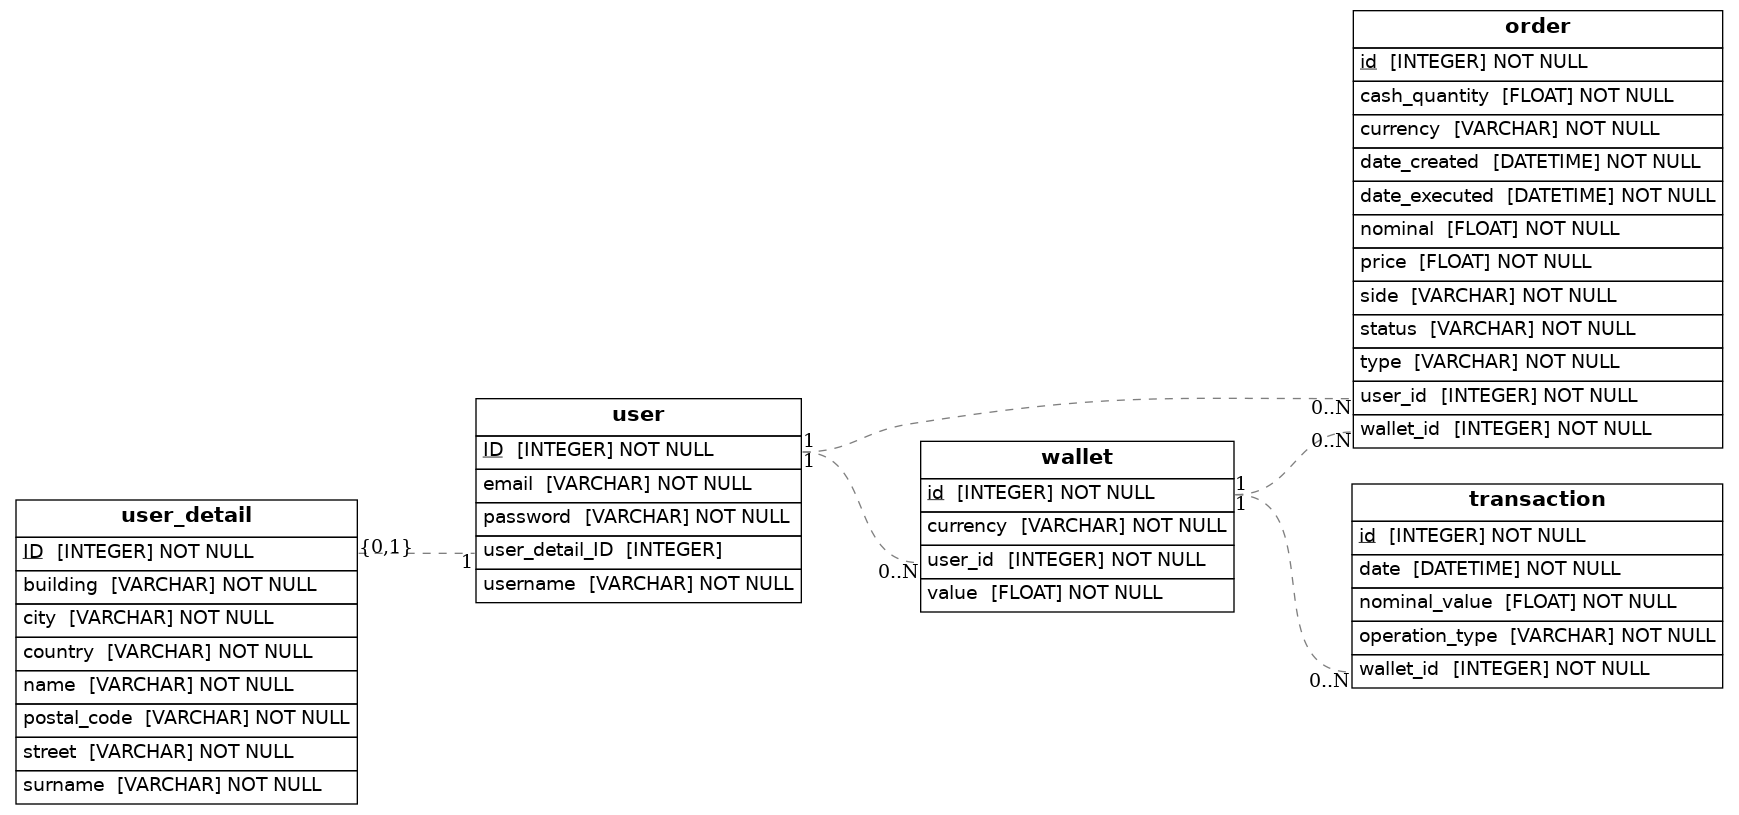 order
id [INTEGER] NOT NULL
cash_quantity [FLOAT] NOT NULL
currency [VARCHAR] NOT NULL
date_created [DATETIME] NOT NULL
date_executed [DATETIME] NOT NULL
nominal [FLOAT] NOT NULL
price [FLOAT] NOT NULL
side [VARCHAR] NOT NULL
status [VARCHAR] NOT NULL
type [VARCHAR] NOT NULL
user_id [INTEGER] NOT NULL
wallet_id [INTEGER] NOT NULL
0..N
0..N
user
ID [INTEGER] NOT NULL
email [VARCHAR] NOT NULL
password [VARCHAR] NOT NULL
user_detail_ID [INTEGER]
username [VARCHAR] NOT NULL
1
1
wallet
id [INTEGER] NOT NULL
currency [VARCHAR] NOT NULL
user_id [INTEGER] NOT NULL
value [FLOAT] NOT NULL
0..N
1
1
transaction
id [INTEGER] NOT NULL
date [DATETIME] NOT NULL
nominal_value [FLOAT] NOT NULL
operation_type [VARCHAR] NOT NULL
wallet_id [INTEGER] NOT NULL
0..N
user_detail
ID [INTEGER] NOT NULL
building [VARCHAR] NOT NULL
city [VARCHAR] NOT NULL
country [VARCHAR] NOT NULL
name [VARCHAR] NOT NULL
postal_code [VARCHAR] NOT NULL
street [VARCHAR] NOT NULL
surname [VARCHAR] NOT NULL
{0,1}
1